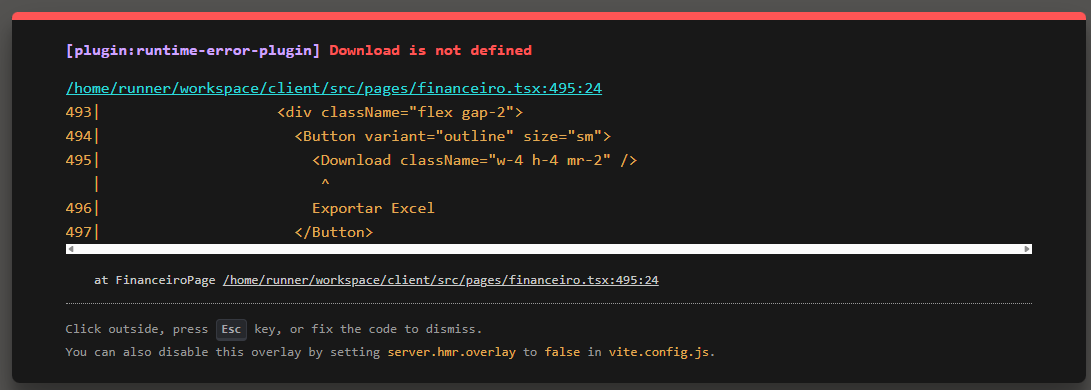 [plugin:runtime-error-plugin] Download is not defined
/home/runner/workspace/client/src/pages/financeiro.tsx:495:24
493|                    <div className="flex gap-2">
494|                      <Button variant="outline" size="sm">
495|                        <Download className="w-4 h-4 mr-2" />
   |                         ^
496|                        Exportar Excel
497|                      </Button>
at FinanceiroPage /home/runner/workspace/client/src/pages/financeiro.tsx:495:24
Click outside, press Esc key, or fix the code to dismiss.
You can also disable this overlay by setting server.hmr.overlay to false in vite.config.js.